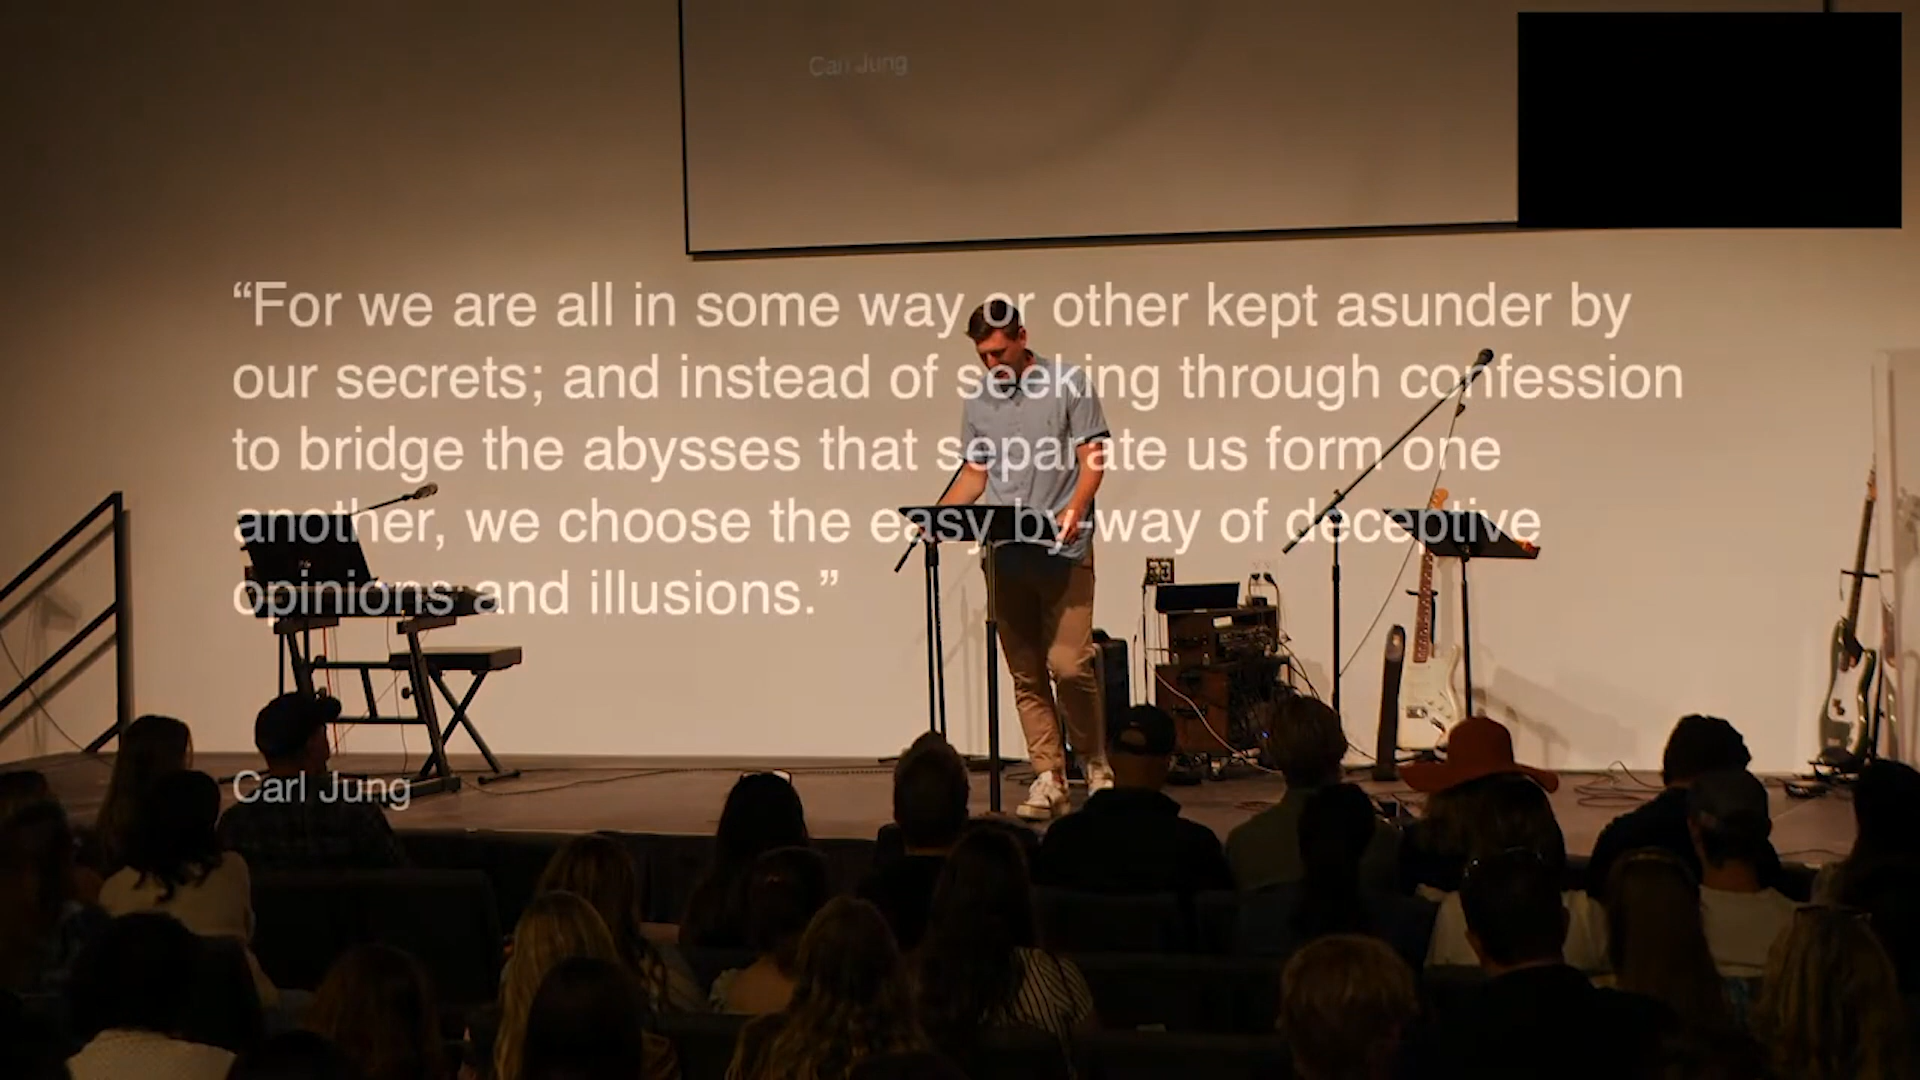 Carl Jung
“For we are all in some way or other kept asunder by
our secrets; and instead of seeking through confession
to bridge the abysses that separate us form one
another, we choose the easy by-way of deceptive
opinions and illusions.”
Carl Jung